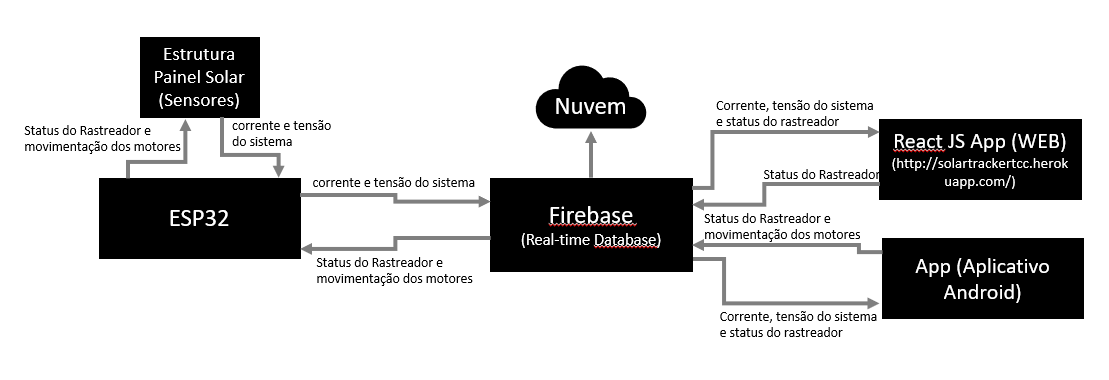 Estrutura
Painel Solar
(Sensores)
Status do Rastreador e
movimentação dos motores
corrente e tensão
do sistema
ESP32
corrente e tensão do sistema
Status do Rastreador e
movimentação dos motores
Nuvem
Firebase
(Real-time Database)
Corrente, tensão do sistema
e status do rastreador
React JS App (WEB)
(http://solartrackertcc.herok
uapp.com/)
Status do Rastreador
Status do Rastreador e
movimentação dos motores
App (Aplicativo
Android)
Corrente, tensão do sistema
e status do rastreador